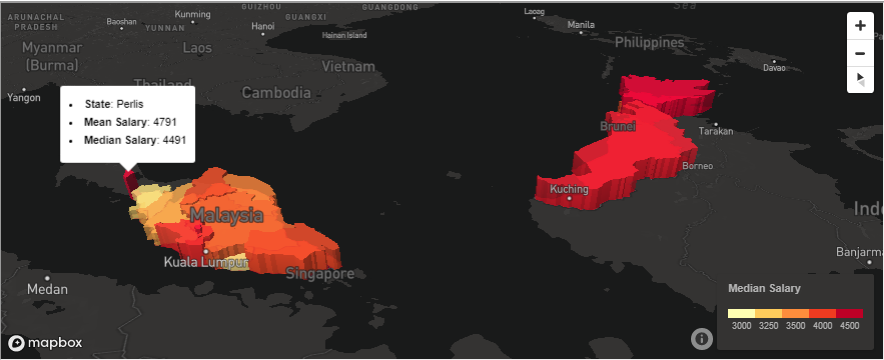 ARUNACHAL
PRADESH
Baoshan
Kunming
YUNNAN
GUIZHOU
GUANGXI
GUANGDONG
Hanoi
Hainan Island
Laoag
Manila
Sea
Philippines
Davao
Myanmar
(Burma)
Laos
Vietnam
Thailand
Cambodia
Yangon
State: Perlis
Mean Salary: 4791
Median Salary: 4491
Brunei
Tarakan
Borneo
Kuching
Malaysia
Kuala Lumpur
Singapore
Medan
Banjarm
Median Salary
3000 3250 3500 4000 4500
mapbox